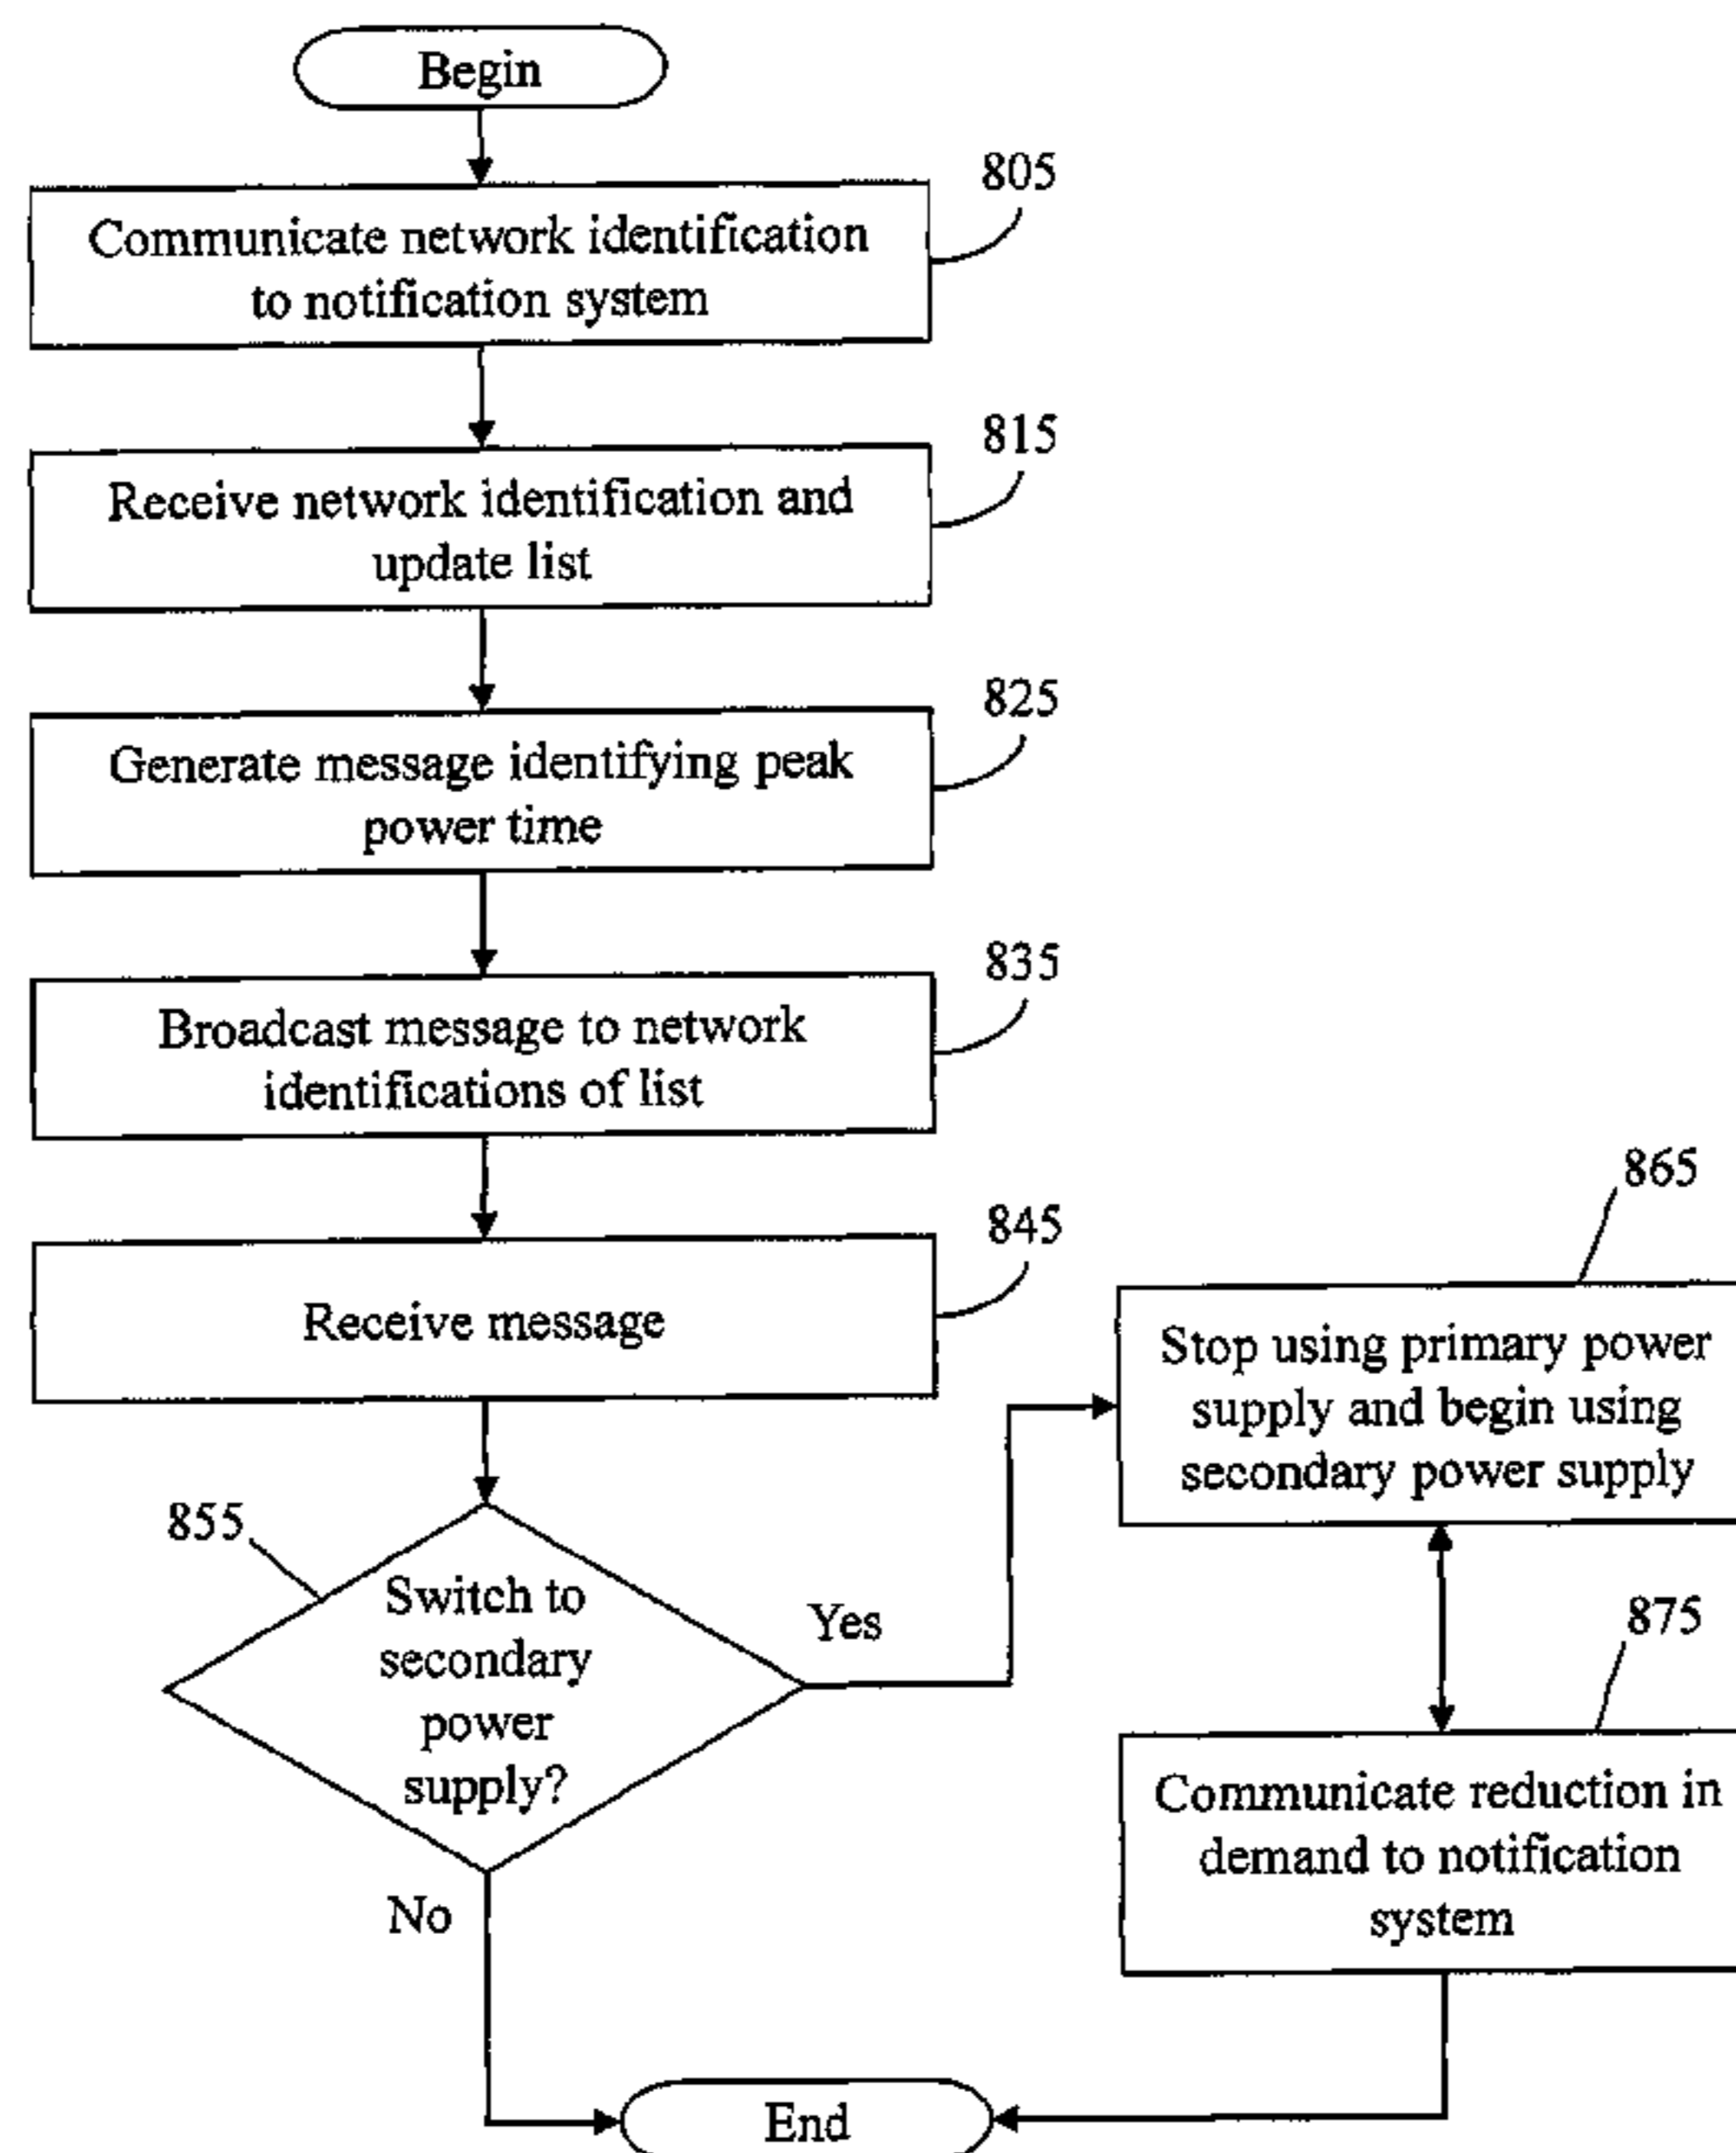 Begin
805
Communicate network identification
to notification system
815
Receive network identification and
update list
825
Generate message identifying peak
power time
835
Broadcast message to network
identifications of list
845
Receive message
855
Switch to
secondary
power
supply?
Yes
No
865
Stop using primary power
supply and begin using
secondary power supply
875
Communicate reduction in
demand to notification
system
End